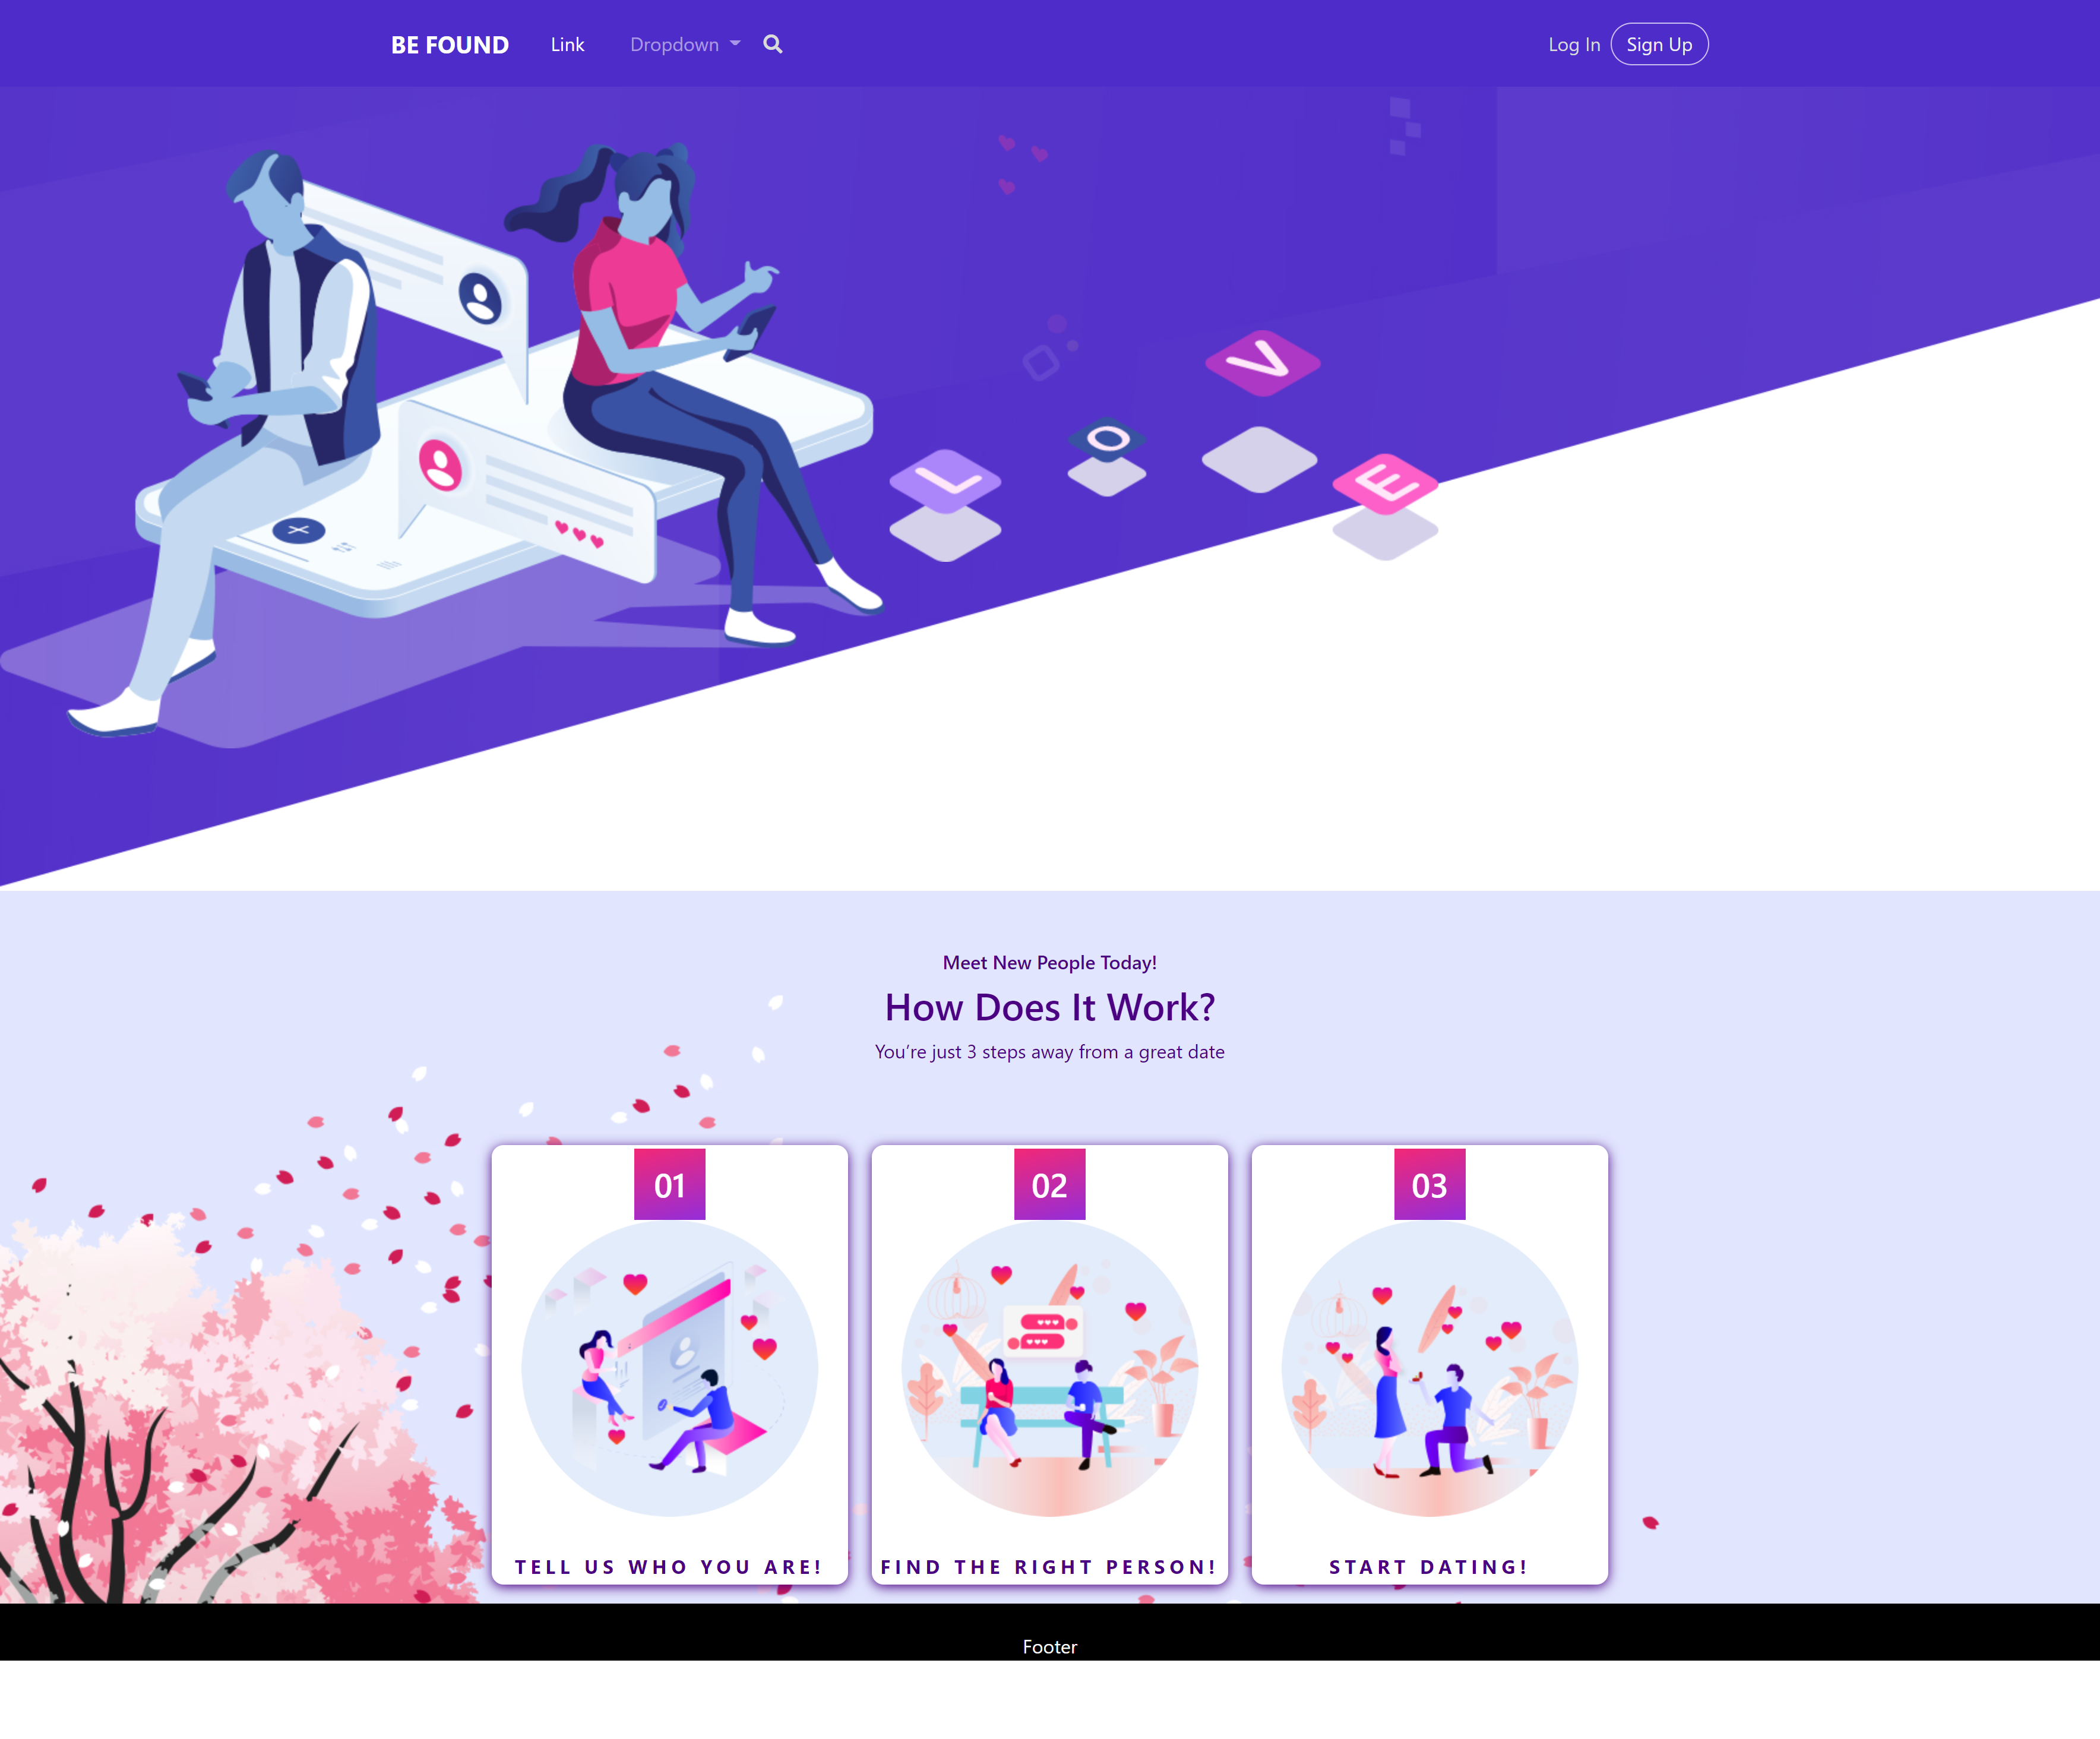 BE FOUND Link Dropdown Log In Sign Up
L O V E
Meet New People Today!
How Does It Work?
You’re just 3 steps away from a great date
01 02 03
TELL US WHO YOU ARE! FIND THE RIGHT PERSON! START DATING!
Footer